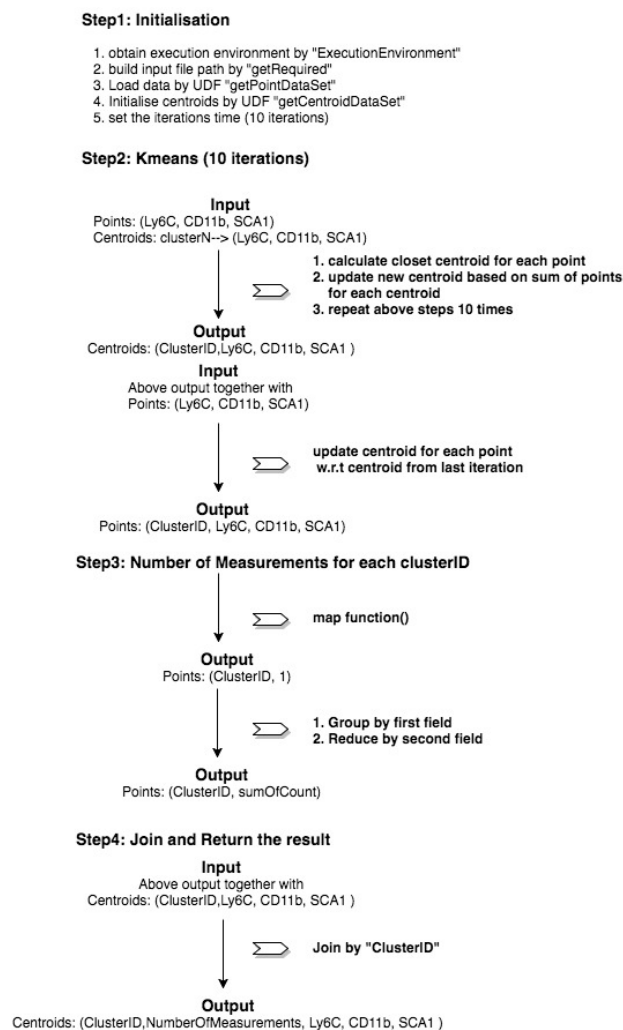 Step1: Initialisation
1. obtain execution environment by "ExecutionEnvironment"
2. build input file path by "getRequired"
3. Load data by UDF "getPointDataSet"
4. Initialise centroids by UDF "getCentroidDataSet"
5. set the iterations time (10 iterations)
Step2: Kmeans (10 iterations)
Input
Points: (Ly6C, CD11b, SCA1)
Centroids: clusterN--> (Ly6C, CD11b, SCA1)
1. calculate closet centroid for each point
2. update new centroid based on sum of points
for each centroid
3. repeat above steps 10 times
Output
Centroids: (ClusterID,Ly6C, CD11b, SCA1 )
Input
Above output together with
Points: (Ly6C, CD11b, SCA1)
update centroid for each point
w.r.t centroid from last iteration
Output
Points: (ClusterID, Ly6C, CD11b, SCA1)
Step3: Number of Measurements for each clusterID
map function()
Output
Points: (ClusterID, 1)
1. Group by first field
2. Reduce by second field
Output
Points: (ClusterID, sumOfCount)
Step4: Join and Return the result
Input
Above output together with
Centroids: (ClusterID,Ly6C, CD11b, SCA1 )
Join by "ClusterID"
Output
Centroids: (ClusterID,NumberOfMeasurements, Ly6C, CD11b, SCA1 )